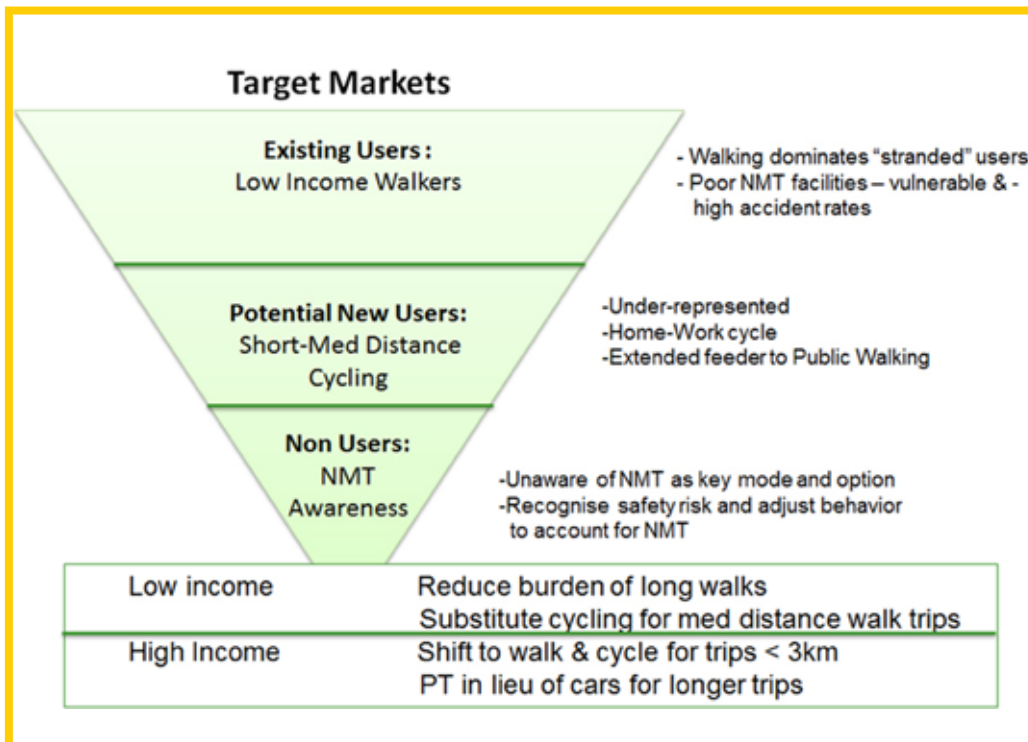 Target Markets
Existing Users :
Low Income Walkers
- Walking dominates “stranded” users
- Poor NMT facilities – vulnerable & -
high accident rates
Potential New Users:
Short-Med Distance
Cycling
-Under-represented
-Home-Work cycle
-Extended feeder to Public Walking
Non Users:
NMT
Awareness
-Unaware of NMT as key mode and option
-Recognise safety risk and adjust behavior
to account for NMT
Low income Reduce burden of long walks
Substitute cycling for med distance walk trips
High Income Shift to walk & cycle for trips < 3km
PT in lieu of cars for longer trips